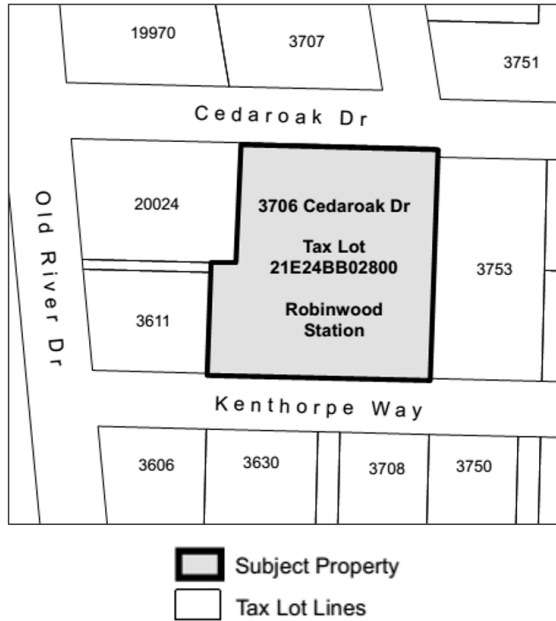 19970
3707
3751
Cedaroak Dr
Old River Dr
20024
3706 Cedaroak Dr
Tax Lot
21E24BB02800
Robinwood
Station
3753
3611
Kenthorpe Way
3606
3630
3708
3750
Subject Property
Tax Lot Lines